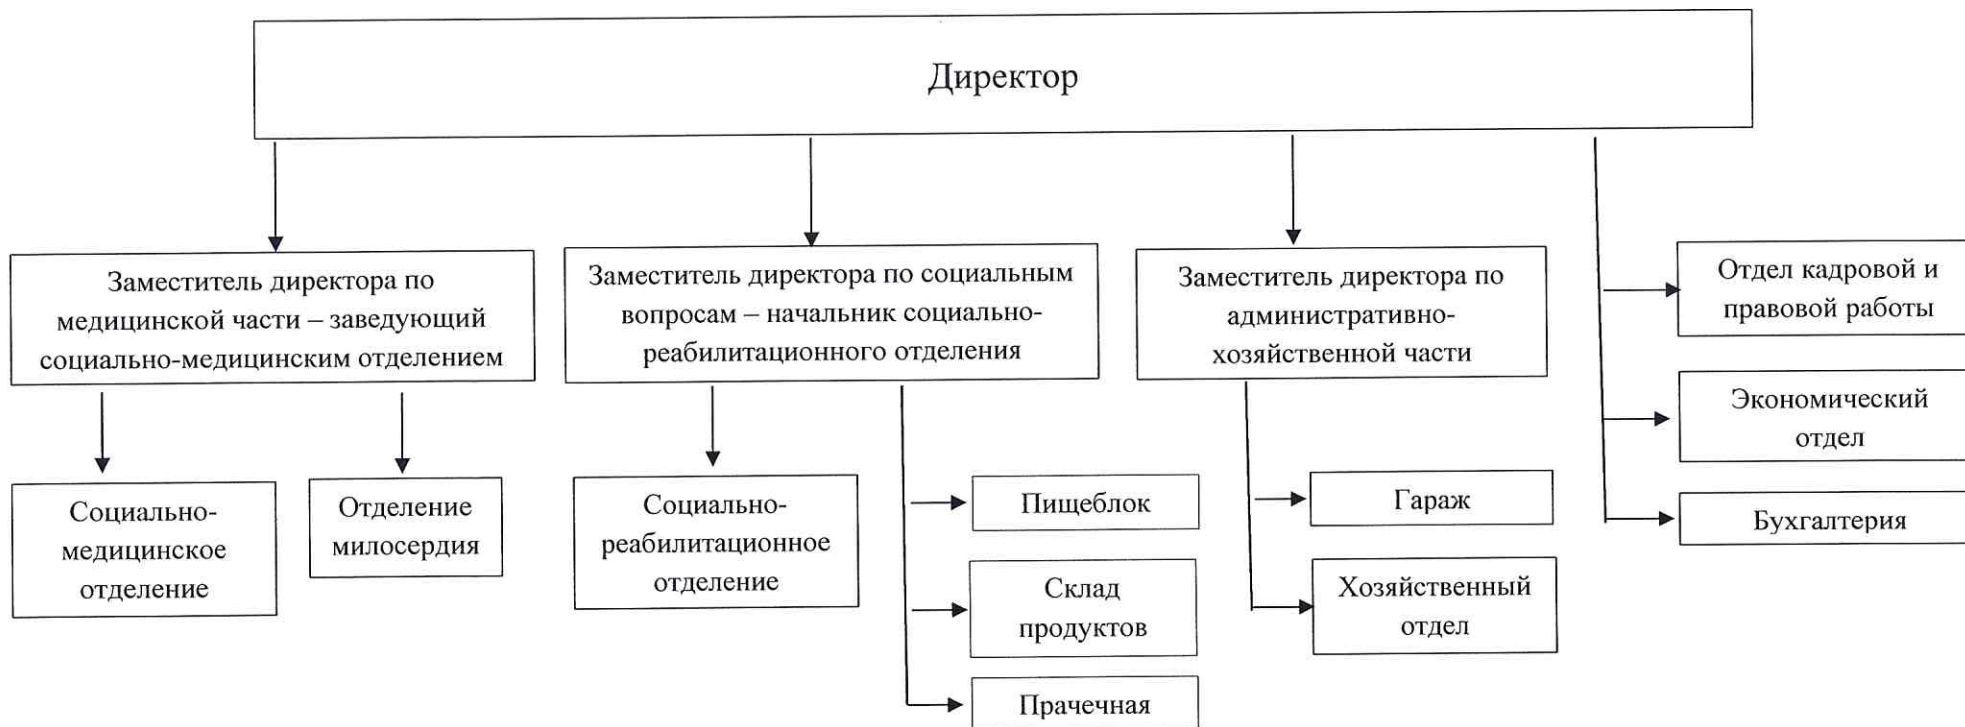 Директор
Заместитель директора по
медицинской части – заведующий
социально-медицинским отделением
Заместитель директора по социальным
вопросам – начальник социально-
реабилитационного отделения
Заместитель директора по
административно-
хозяйственной части
Отдел кадровой и
правовой работы
Экономический
отдел
Бухгалтерия
Социально-
медицинское
отделение
Отделение
милосердия
Социально-
реабилитационное
отделение
Пищеблок
Склад
продуктов
Прачечная
Гараж
Хозяйственный
отдел